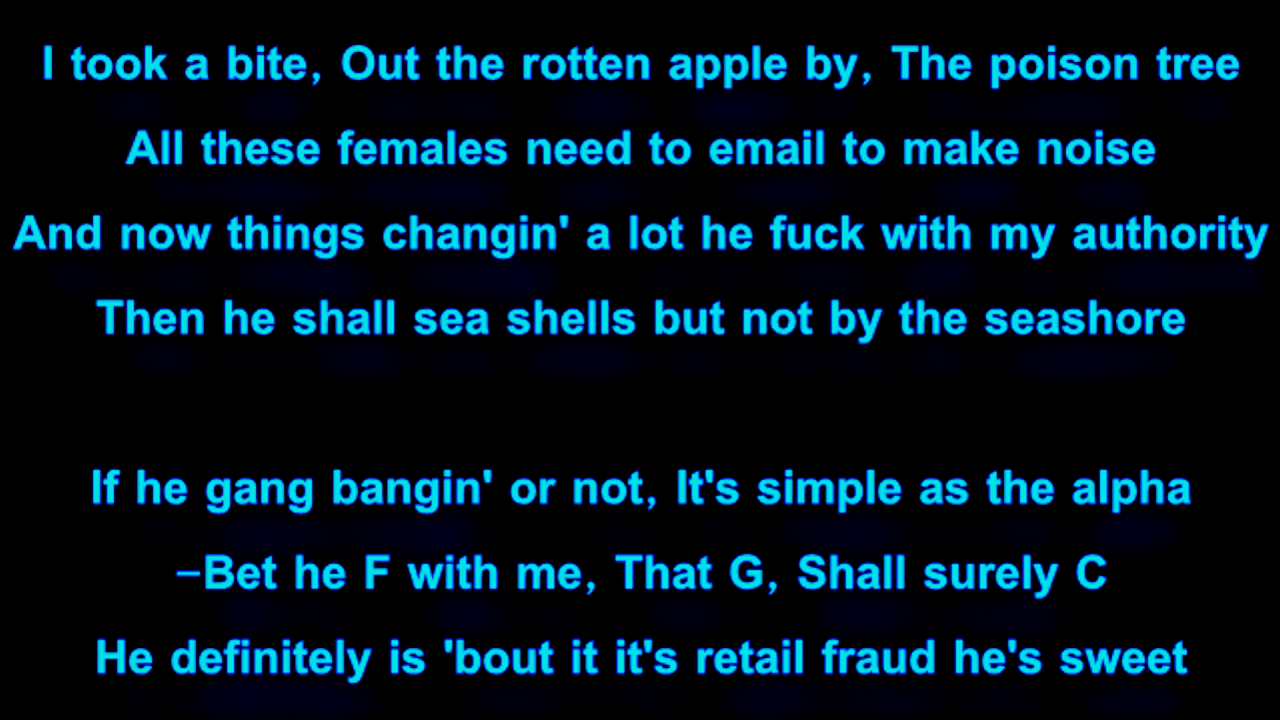 I took a bite, Out the rotten apple by, The poison tree
All these females need to email to make noise
And now things changin' a lot he fuck with my authority
Then he shall sea shells but not by the seashore
If he gang bangin' or not, It's simple as the alpha
–Bet he F with me, That G, Shall surely C
He definitely is 'bout it it's retail fraud he's sweet